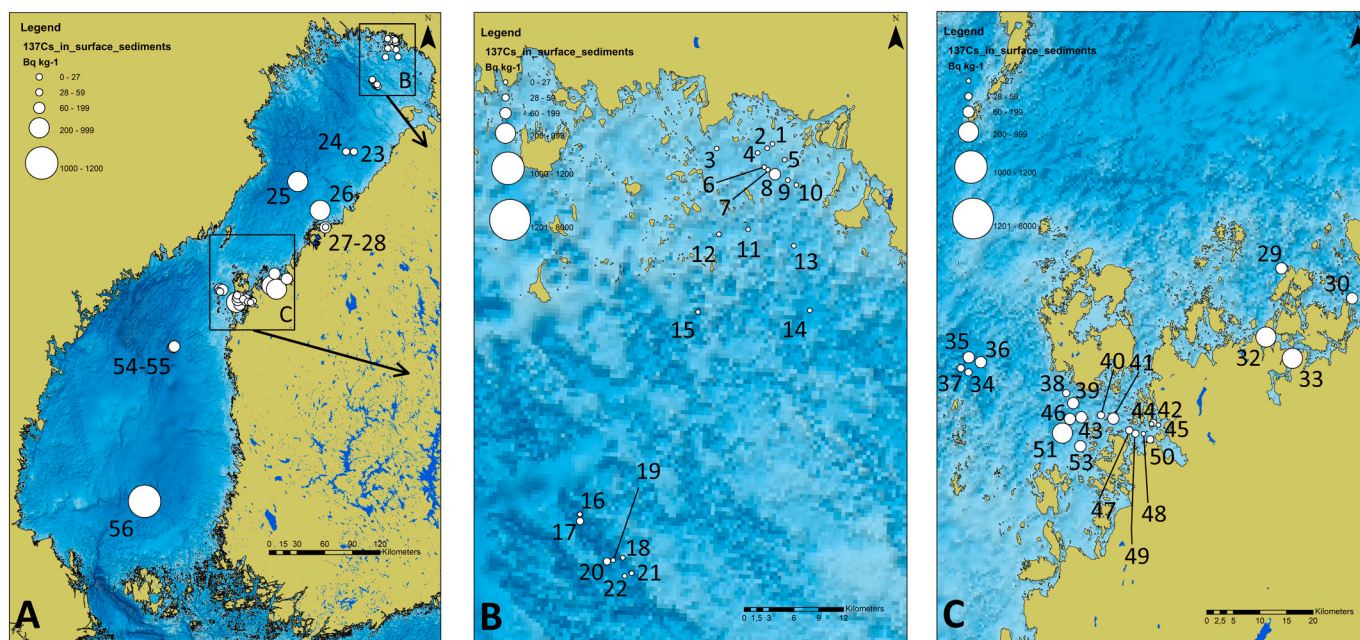 Legend
137Cs_in_surface_sediments
Bq kg-1
0 - 27
28 - 59
60 - 199
200 - 999
1000 - 1200
N
B
24
23
25
26
27-28
C
54-55
56
0 15 30 60 90 120
Kilometers
A
Legend
137Cs_in_surface_sediments
Bq kg-1
0 - 27
28 - 59
60 - 199
200 - 999
1000 - 1200
1201 - 8000
N
2 1
3 4 5
6
7 8 9 10
11
12 13
15 14
19
16
17
18
20 21
22
0 1,5 3 6 9 12
Kilometers
B
Legend
137Cs_in_surface_sediments
Bq kg-1
0 - 27
28 - 59
60 - 199
200 - 999
1000 - 1200
1201 - 8000
N
29
30
32
33
35 36
37 34
40 41
38 39
46 43 44 42
45
51 53 50
47 48
49
0 2,5 5 10 15 20
Kilometers
C